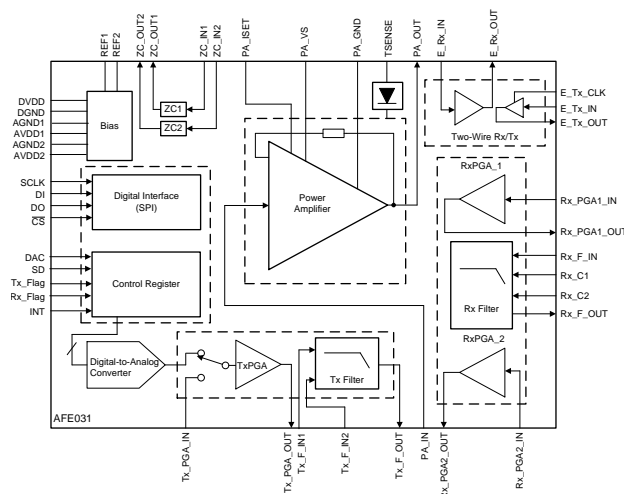 REF1
REF2
ZC_OUT2
ZC_OUT1
ZC_IN1
ZC_IN2
PA_ISET
PA_VS
PA_GND
TSENSE
PA_OUT
E_Rx_IN
E_Rx_OUT
DVDD
DGND
AGND1
AVDD1
AGND2
AVDD2
Bias
ZC1
ZC2
E_Tx_CLK
E_Tx_IN
E_Tx_OUT
Two-Wire Rx/Tx
SCLK
DI
DO
CS
Digital Interface
(SPI)
Power
Amplifier
RxPGA_1
Rx_PGA1_IN
Rx_PGA1_OUT
DAC
SD
Tx_Flag
Rx_Flag
INT
Control Register
Rx Filter
Rx_F_IN
Rx_C1
Rx_C2
Rx_F_OUT
RxPGA_2
Digital-to-Analog
Converter
TxPGA
Tx Filter
AFE031
Tx_PGA_IN
Tx_PGA_OUT
Tx_F_IN1
Tx_F_IN2
Tx_F_OUT
PA_IN
Rx_PGA2_OUT
Rx_PGA2_IN